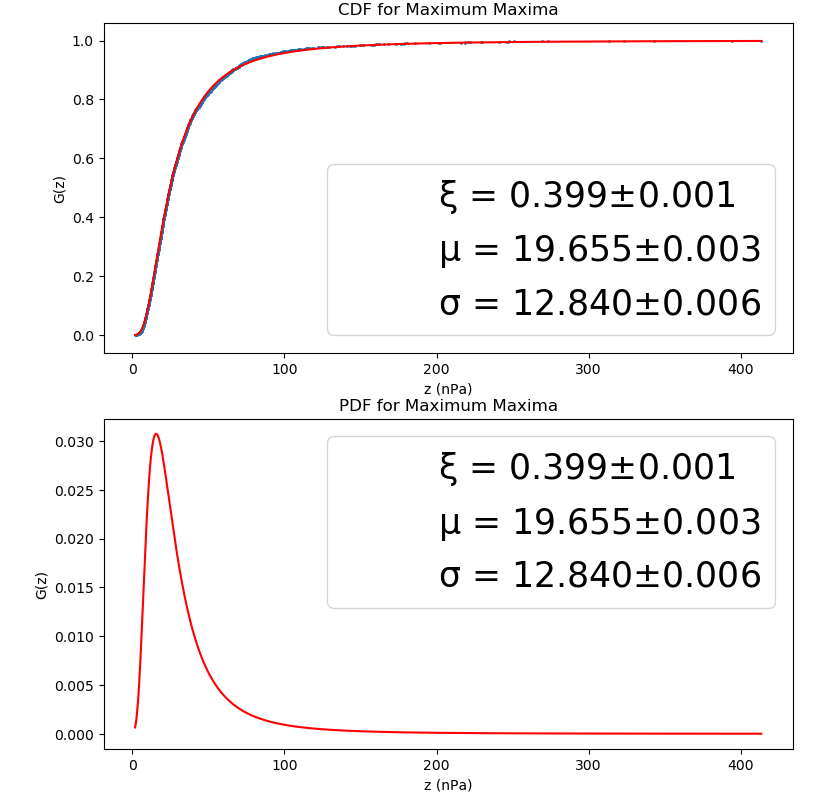 CDF for Maximum Maxima
1.0
0.8
0.6
0.4
0.2
0.0
G(z)
ξ = 0.399±0.001
μ = 19.655±0.003
σ = 12.840±0.006
0 100 200 300 400
z (nPa)
PDF for Maximum Maxima
0.030
0.025
0.020
0.015
0.010
0.005
0.000
G(z)
ξ = 0.399±0.001
μ = 19.655±0.003
σ = 12.840±0.006
0 100 200 300 400
z (nPa)